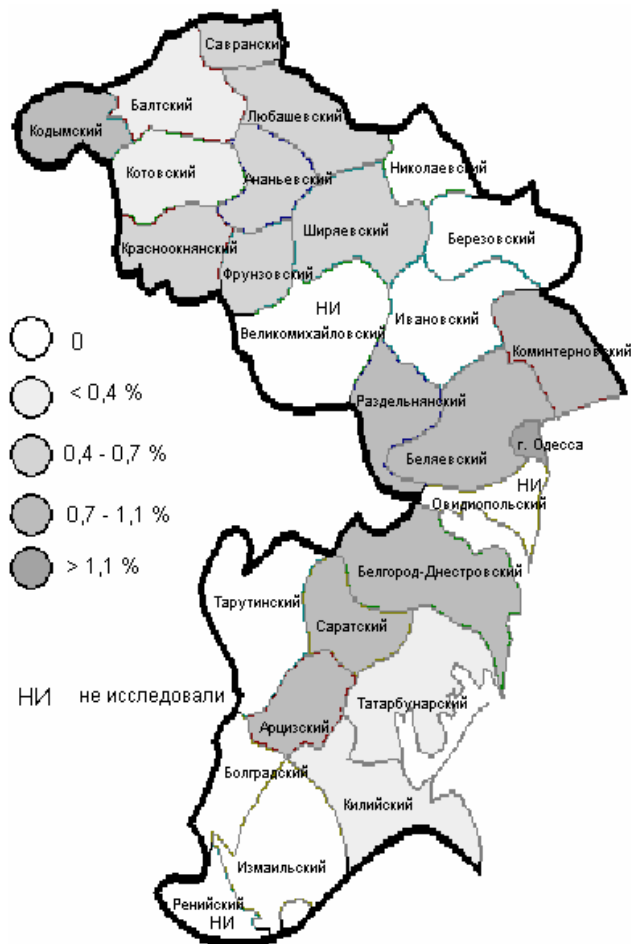 Савранский
Балтский
Любашевский
Кодымский
Котовский
Ананьевский
Николаевский
Ширяевский
Березовский
Красноокнянский
Фрунзовский
НИ
Великомихайловский
Ивановский
Коминтерновский
0
< 0,4 %
0,4 - 0,7 %
0,7 - 1,1 %
> 1,1 %
Раздельнянский
Беляевский
г. Одесса
НИ
Овидиопольский
Белгород-Днестровский
Тарутинский
Саратский
НИ не исследовали
Татарбунарский
Арцизский
Болградский
Килийский
Измаильский
Ренийский
НИ